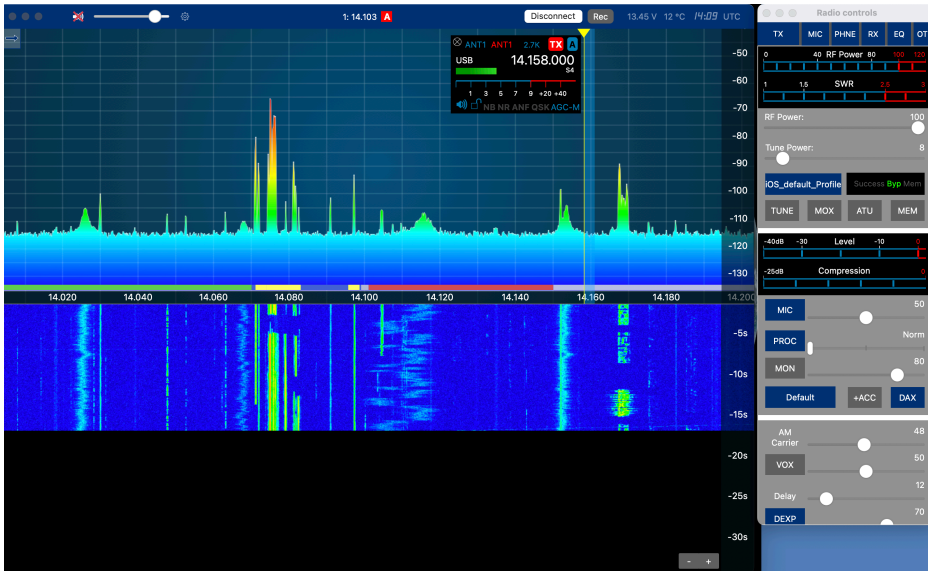 1: 14.103 A
Disconnect Rec 13.45 V 12 °C 14:09 UTC
ANT1 ANT1 2.7K TX A
USB 14.158.000
S4
1 3 5 7 9 +20 +40
NB NR ANF QSK AGC-M
-50
-60
-70
-80
-90
-100
-110
-120
-130
14.020 14.040 14.060 14.080 14.100 14.120 14.140 14.160 14.180 14.200
-5s
-10s
-15s
-20s
-25s
-30s
- +
Radio controls
TX MIC PHNE RX EQ OT
0 40 RF Power 80 100 120
1 1.5 SWR 2.5 3
RF Power: 100
Tune Power: 8
iOS_default_Profile Success Byp Mem
TUNE MOX ATU MEM
-40dB -30 Level -10 0
-25dB Compression 0
MIC 50
PROC Norm
MON 80
Default +ACC DAX
AM Carrier 48
VOX 50
Delay 12
DEXP 70